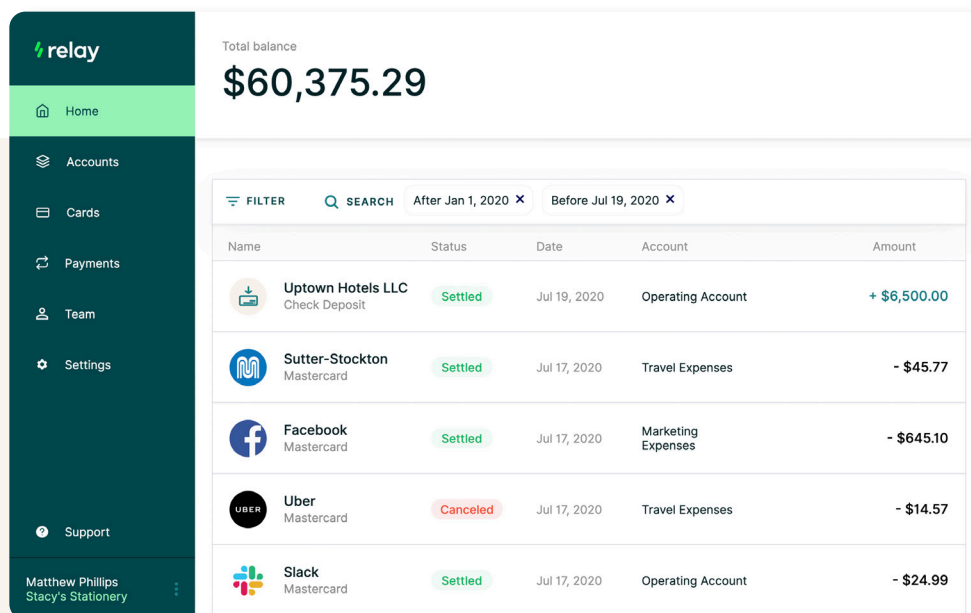 relay
Total balance
$60,375.29
Home
Accounts
Cards
Payments
Team
Settings
Support
Matthew Phillips
Stacy's Stationery
FILTER SEARCH After Jan 1, 2020 × Before Jul 19, 2020 ×
Name Status Date Account Amount
Uptown Hotels LLC
Check Deposit
Settled Jul 19, 2020 Operating Account + $6,500.00
Sutter-Stockton
Mastercard
Settled Jul 17, 2020 Travel Expenses - $45.77
Facebook
Mastercard
Settled Jul 17, 2020 Marketing
Expenses
- $645.10
UBER
Uber
Mastercard
Canceled Jul 17, 2020 Travel Expenses - $14.57
Slack
Mastercard
Settled Jul 17, 2020 Operating Account - $24.99